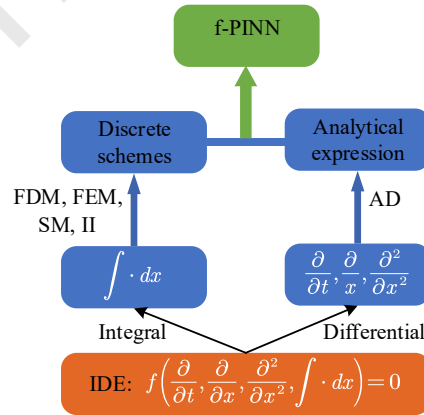 f-PINN
Discrete
schemes
Analytical
expression
FDM, FEM,
SM, II
AD
∫ · dx
∂/∂t, ∂/x, ∂²/∂x²
Integral
Differential
IDE: f(∂/∂t, ∂/∂x, ∂²/∂x², ∫ · dx) = 0